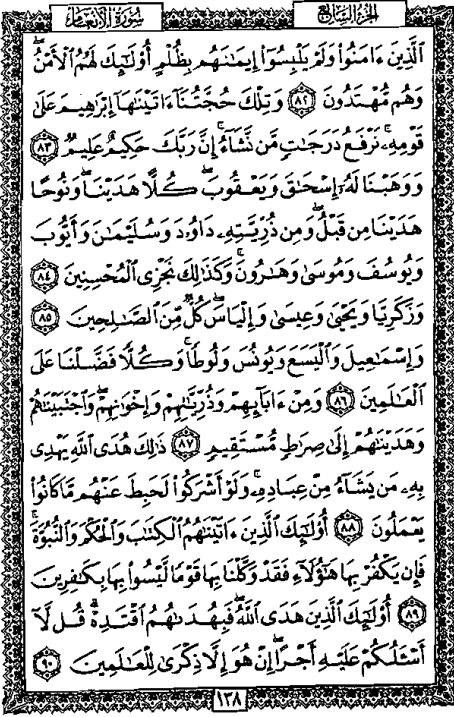 الجزء السابع
سورة الأنعام
الَّذِينَ ءَامَنُوا۟ وَلَمْ يَلْبِسُوٓا۟ إِيمَٰنَهُم بِظُلْمٍ أُو۟لَٰٓئِكَ لَهُمُ ٱلْأَمْنُ
وَهُم مُّهْتَدُونَ ٨٢ وَتِلْكَ حُجَّتُنَآ ءَاتَيْنَٰهَآ إِبْرَٰهِيمَ عَلَىٰ
قَوْمِهِۦ نَرْفَعُ دَرَجَٰتٍ مَّن نَّشَآءُ إِنَّ رَبَّكَ حَكِيمٌ عَلِيمٌ ٨٣
وَوَهَبْنَا لَهُۥٓ إِسْحَٰقَ وَيَعْقُوبَ كُلًّا هَدَيْنَا وَنُوحًا
هَدَيْنَا مِن قَبْلُ وَمِن ذُرِّيَّتِهِۦ دَاوُۥدَ وَسُلَيْمَٰنَ وَأَيُّوبَ
وَيُوسُفَ وَمُوسَىٰ وَهَٰرُونَ وَكَذَٰلِكَ نَجْزِى ٱلْمُحْسِنِينَ ٨٤
وَزَكَرِيَّا وَيَحْيَىٰ وَعِيسَىٰ وَإِلْيَاسَ كُلٌّ مِّنَ ٱلصَّٰلِحِينَ ٨٥
وَإِسْمَٰعِيلَ وَٱلْيَسَعَ وَيُونُسَ وَلُوطًا وَكُلًّا فَضَّلْنَا عَلَى
ٱلْعَٰلَمِينَ ٨٦ وَمِنْ ءَابَآئِهِمْ وَذُرِّيَّٰتِهِمْ وَإِخْوَٰنِهِمْ وَٱجْتَبَيْنَٰهُمْ
وَهَدَيْنَٰهُمْ إِلَىٰ صِرَٰطٍ مُّسْتَقِيمٍ ٨٧ ذَٰلِكَ هُدَى ٱللَّهِ يَهْدِى
بِهِۦ مَن يَشَآءُ مِنْ عِبَادِهِۦ وَلَوْ أَشْرَكُوا۟ لَحَبِطَ عَنْهُم مَّا كَانُوا۟
يَعْمَلُونَ ٨٨ أُو۟لَٰٓئِكَ ٱلَّذِينَ ءَاتَيْنَٰهُمُ ٱلْكِتَٰبَ وَٱلْحُكْمَ وَٱلنُّبُوَّةَ
فَإِن يَكْفُرْ بِهَا هَٰٓؤُلَآءِ فَقَدْ وَكَّلْنَا بِهَا قَوْمًا لَّيْسُوا۟ بِهَا بِكَٰفِرِينَ
٨٩ أُو۟لَٰٓئِكَ ٱلَّذِينَ هَدَى ٱللَّهُ فَبِهُدَىٰهُمُ ٱقْتَدِهْ قُل لَّآ
أَسْـَٔلُكُمْ عَلَيْهِ أَجْرًا إِنْ هُوَ إِلَّا ذِكْرَىٰ لِلْعَٰلَمِينَ ٩٠
١٣٨